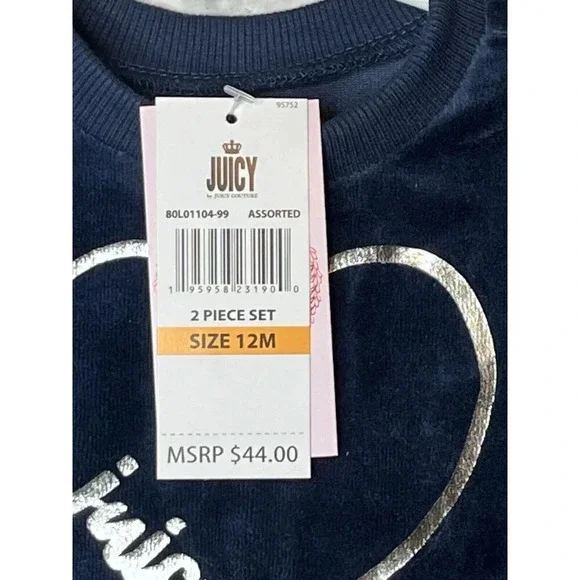 95752
JUICY
by JUICY COUTURE
80L01104-99 ASSORTED
1 95958 23190 0
2 PIECE SET
SIZE 12M
MSRP $44.00
juic